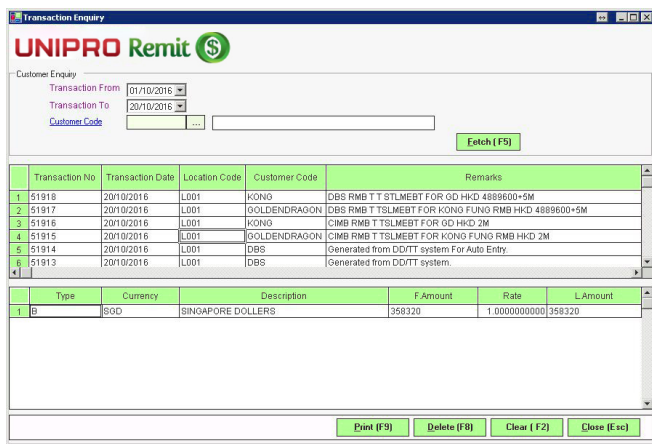 Transaction Enquiry
UNIPRO Remit $
Customer Enquiry
Transaction From 01/10/2016
Transaction To 20/10/2016
Customer Code ...
Fetch ( F5)
Transaction No Transaction Date Location Code Customer Code Remarks
1 51918 20/10/2016 L001 KONG DBS RMB T T STLMEBT FOR GD HKD 4889600+5M
2 51917 20/10/2016 L001 GOLDENDRAGON DBS RMB T TSLMEBT FOR KONG FUNG RMB HKD 4889600+5M
3 51916 20/10/2016 L001 KONG CIMB RMB T TSLMEBT FOR GD HKD 2M
4 51915 20/10/2016 L001 GOLDENDRAGON CIMB RMB T TSLMEBT FOR KONG FUNG RMB HKD 2M
5 51914 20/10/2016 L001 DBS Generated from DD/TT system For Auto Entry.
6 51913 20/10/2016 L001 DBS Generated from DD/TT system.
Type Currency Description F.Amount Rate L.Amount
1 B SGD SINGAPORE DOLLERS 358320 1.0000000000 358320
Print (F9) Delete (F8) Clear ( F2) Close (Esc)